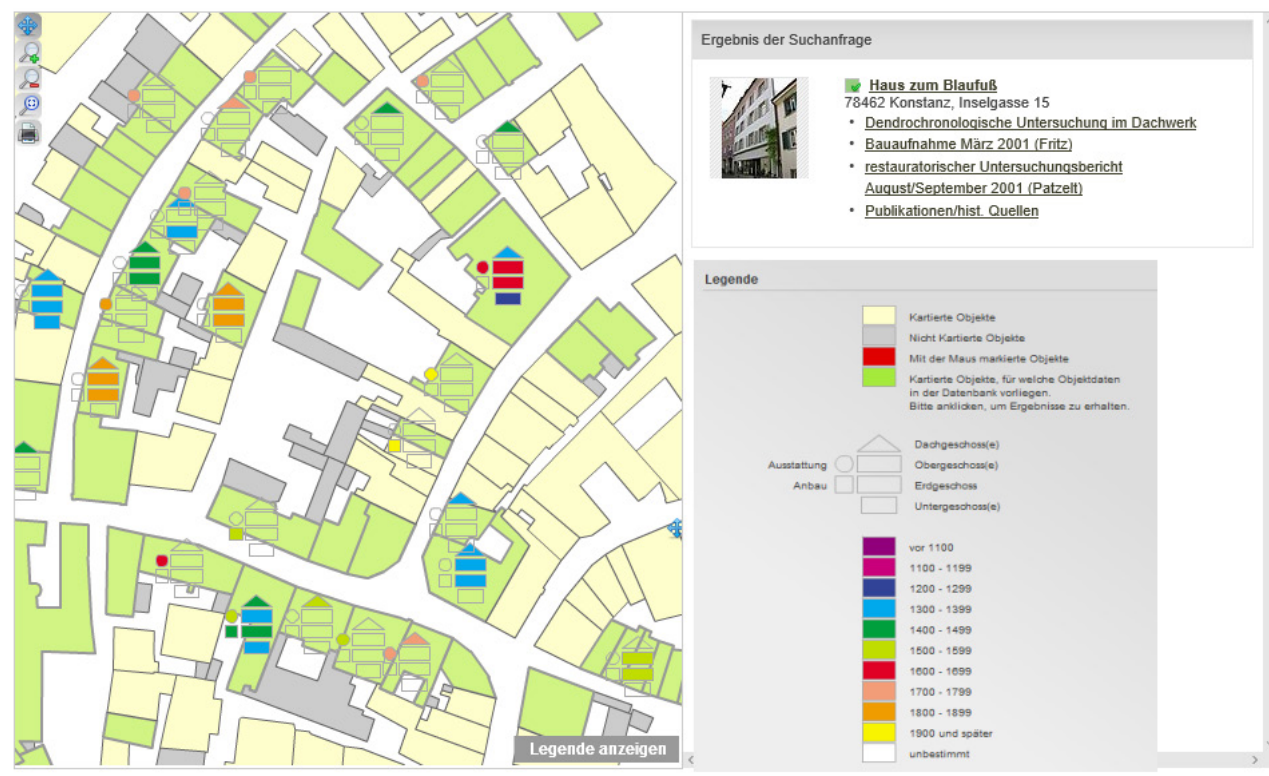 Ergebnis der Suchanfrage
Haus zum Blaufuß
78462 Konstanz, Inselgasse 15
• Dendrochronologische Untersuchung im Dachwerk
• Bauaufnahme März 2001 (Fritz)
• restauratorischer Untersuchungsbericht
August/September 2001 (Patzelt)
• Publikationen/hist. Quellen
Legende
Kartierte Objekte
Nicht Kartierte Objekte
Mit der Maus markierte Objekte
Kartierte Objekte, für welche Objektdaten
in der Datenbank vorliegen.
Bitte anklicken, um Ergebnisse zu erhalten.
Dachgeschoss(e)
Ausstattung Obergeschoss(e)
Anbau Erdgeschoss
Untergeschoss(e)
vor 1100
1100 - 1199
1200 - 1299
1300 - 1399
1400 - 1499
1500 - 1599
1600 - 1699
1700 - 1799
1800 - 1899
1900 und später
unbestimmt
Legende anzeigen